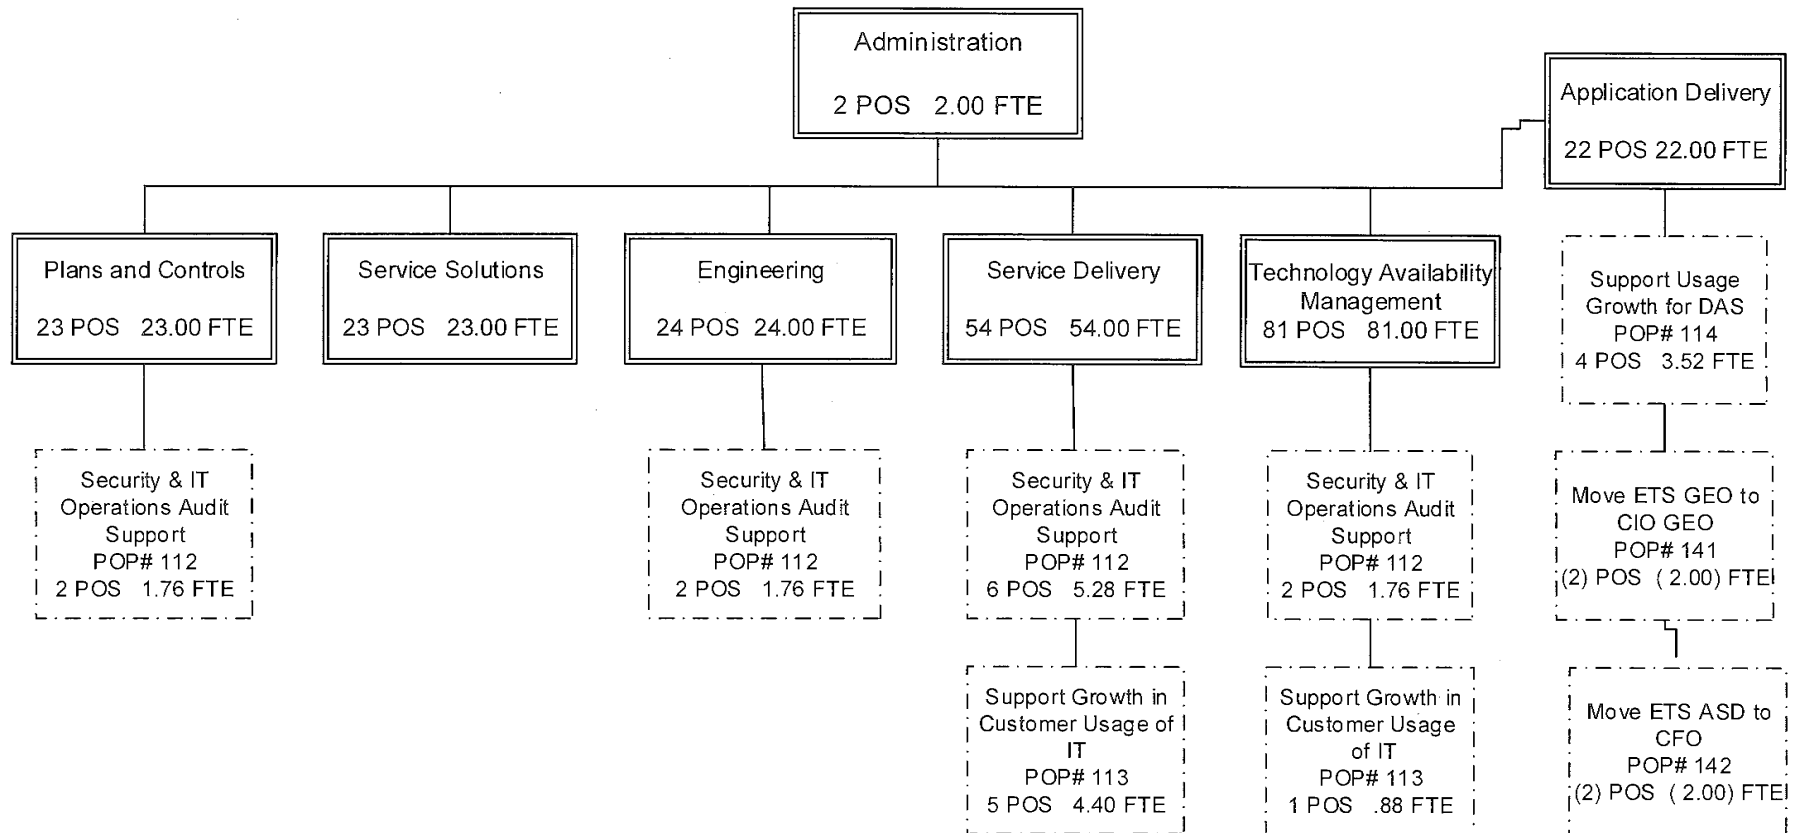 Administration
2 POS 2.00 FTE
Application Delivery
22 POS 22.00 FTE
Plans and Controls
23 POS 23.00 FTE
Service Solutions
23 POS 23.00 FTE
Engineering
24 POS 24.00 FTE
Service Delivery
54 POS 54.00 FTE
Technology Availability
Management
81 POS 81.00 FTE
Support Usage
Growth for DAS
POP# 114
4 POS 3.52 FTE
Security & IT
Operations Audit
Support
POP# 112
2 POS 1.76 FTE
Security & IT
Operations Audit
Support
POP# 112
2 POS 1.76 FTE
Security & IT
Operations Audit
Support
POP# 112
6 POS 5.28 FTE
Security & IT
Operations Audit
Support
POP# 112
2 POS 1.76 FTE
Move ETS GEO to
CIO GEO
POP# 141
(2) POS ( 2.00) FTE
Support Growth in
Customer Usage of
IT
POP# 113
5 POS 4.40 FTE
Support Growth in
Customer Usage
of IT
POP# 113
1 POS .88 FTE
Move ETS ASD to
CFO
POP# 142
(2) POS ( 2.00) FTE